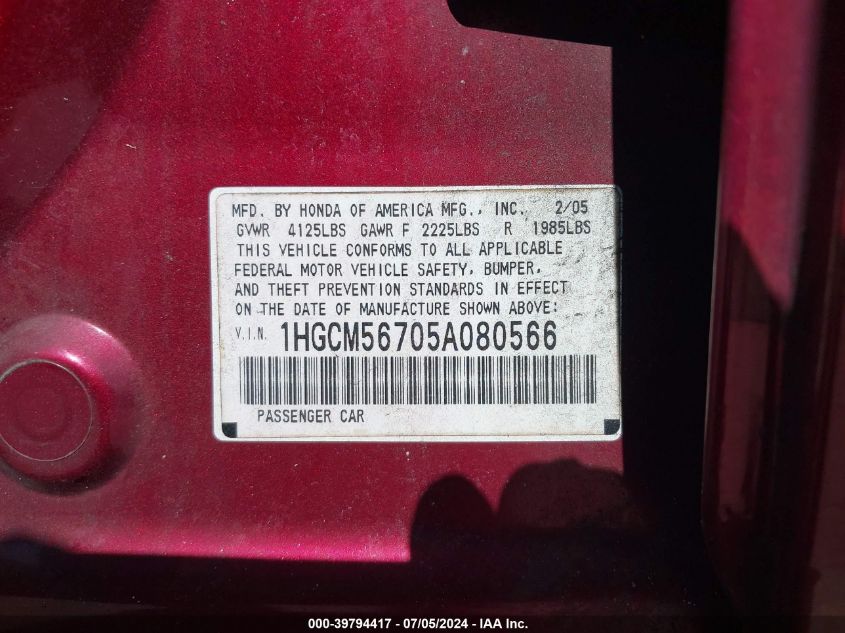 MFD. BY HONDA OF AMERICA MFG., INC. 2/05
GVWR 4125LBS GAWR F 2225LBS R 1985LBS
THIS VEHICLE CONFORMS TO ALL APPLICABLE
FEDERAL MOTOR VEHICLE SAFETY, BUMPER,
AND THEFT PREVENTION STANDARDS IN EFFECT
ON THE DATE OF MANUFACTURE SHOWN ABOVE:
V.I.N. 1HGCM56705A080566
PASSENGER CAR
000-39794417 - 07/05/2024 - IAA Inc.